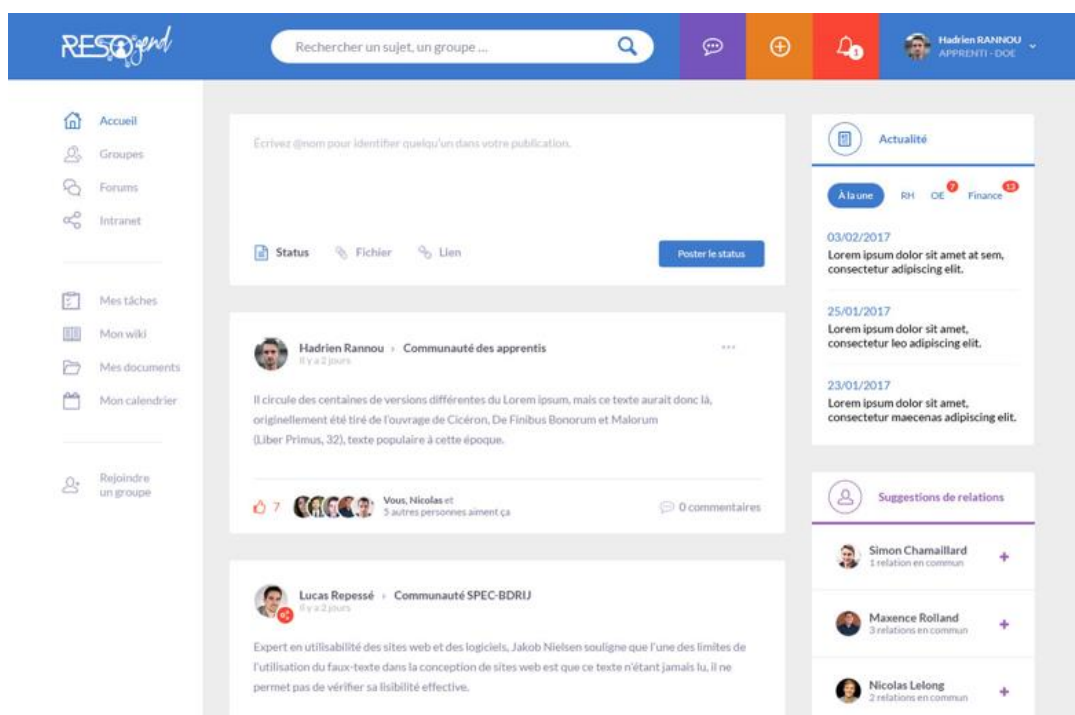 RESOgend
Rechercher un sujet, un groupe ...
1
Hadrien RANNOU
APPRENTI - DOE
Accueil
Groupes
Forums
Intranet
Mes tâches
Mon wiki
Mes documents
Mon calendrier
Rejoindre
un groupe
Écrivez @nom pour identifier quelqu'un dans votre publication.
Status
Fichier
Lien
Poster le status
Hadrien Rannou › Communauté des apprentis
Il y a 2 jours
Il circule des centaines de versions différentes du Lorem ipsum, mais ce texte aurait donc là,
originellement été tiré de l'ouvrage de Cicéron, De Finibus Bonorum et Malorum
(Liber Primus, 32), texte populaire à cette époque.
7
Vous, Nicolas et
5 autres personnes aiment ça
0 commentaires
Lucas Repessé › Communauté SPEC-BDRIJ
Il y a 2 jours
Expert en utilisabilité des sites web et des logiciels, Jakob Nielsen souligne que l'une des limites de
l'utilisation du faux-texte dans la conception de sites web est que ce texte n'étant jamais lu, il ne
permet pas de vérifier sa lisibilité effective.
Actualité
À la une RH OE 7 Finance 13
03/02/2017
Lorem ipsum dolor sit amet at sem,
consectetur adipiscing elit.
25/01/2017
Lorem ipsum dolor sit amet,
consectetur leo adipiscing elit.
23/01/2017
Lorem ipsum dolor sit amet,
consectetur maecenas adipiscing elit.
Suggestions de relations
Simon Chamaillard
1 relation en commun
Maxence Rolland
3 relations en commun
Nicolas Lelong
2 relations en commun